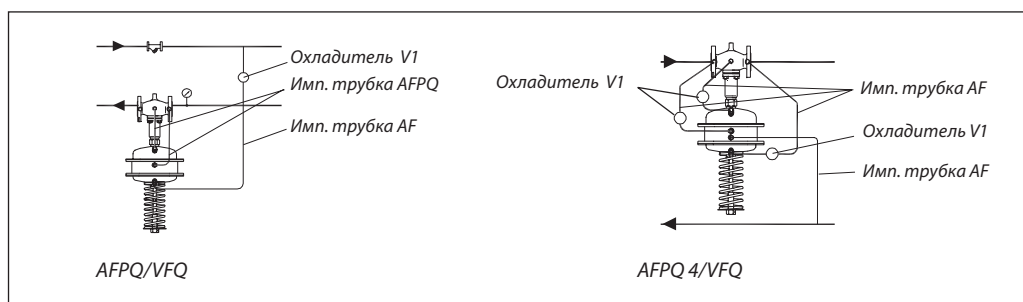 Охладитель V1
Имп. трубка AFPQ
Имп. трубка AF
AFPQ/VFQ
Охладитель V1
Имп. трубка AF
Охладитель V1
Имп. трубка AF
AFPQ 4/VFQ